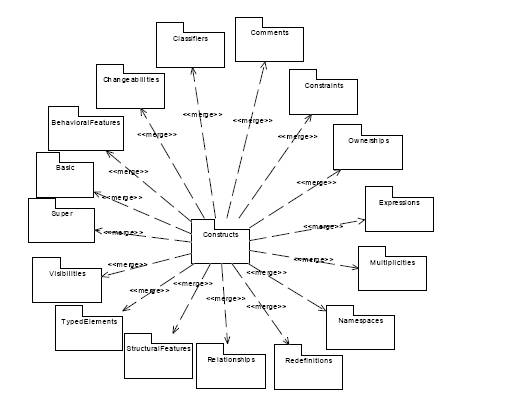 Classifiers
Comments
Changeabilities
Constraints
<<merge>>
<<merge>>
BehavioralFeatures
<<merge>>
<<merge>>
Ownerships
Basic
<<merge>>
<<merge>>
<<merge>>
Expressions
Super
<<merge>>
Constructs
<<merge>>
Visibilities
<<merge>>
<<merge>>
Multiplicities
<<merge>>
<<merge>>
<<merge>>
<<merge>>
TypedElements
Namespaces
StructuralFeatures
Relationships
Redefinitions